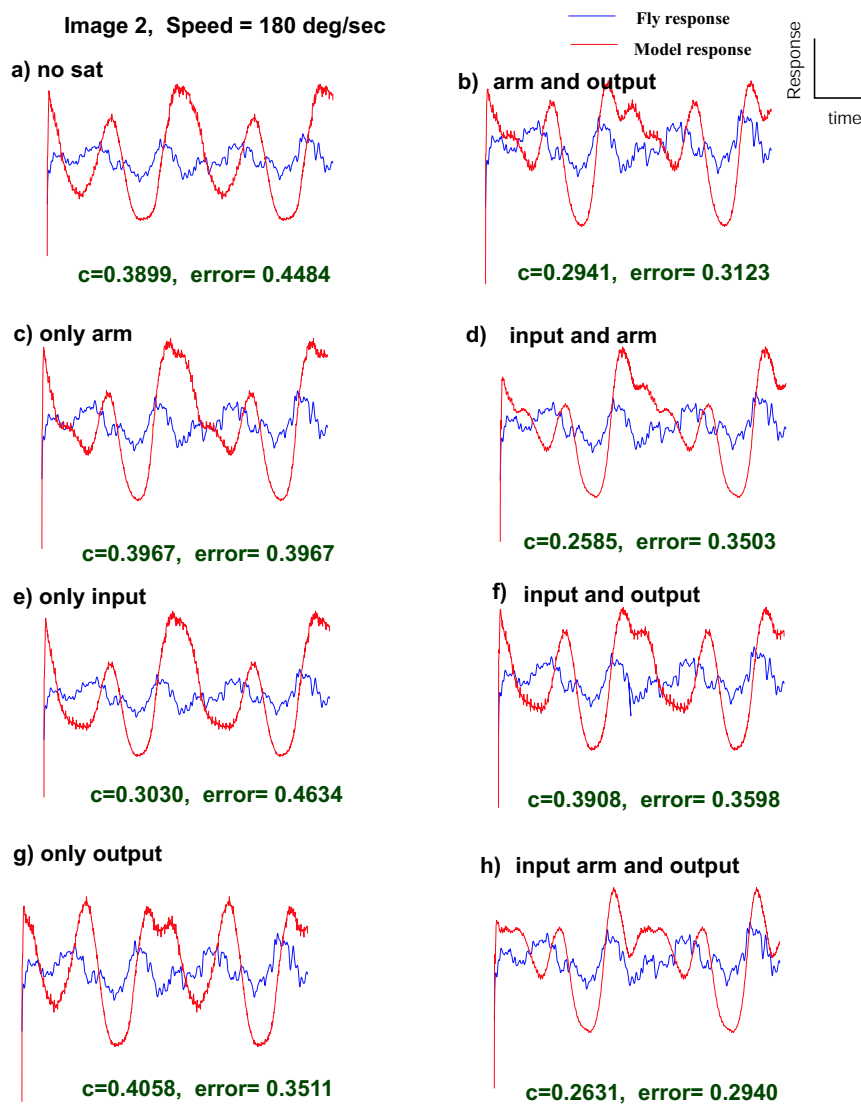 Image 2, Speed = 180 deg/sec
Fly response
Model response
Response
time
a) no sat
b) arm and output
c=0.3899, error= 0.4484
c=0.2941, error= 0.3123
c) only arm
d) input and arm
c=0.3967, error= 0.3967
c=0.2585, error= 0.3503
e) only input
f) input and output
c=0.3030, error= 0.4634
c=0.3908, error= 0.3598
g) only output
h) input arm and output
c=0.4058, error= 0.3511
c=0.2631, error= 0.2940